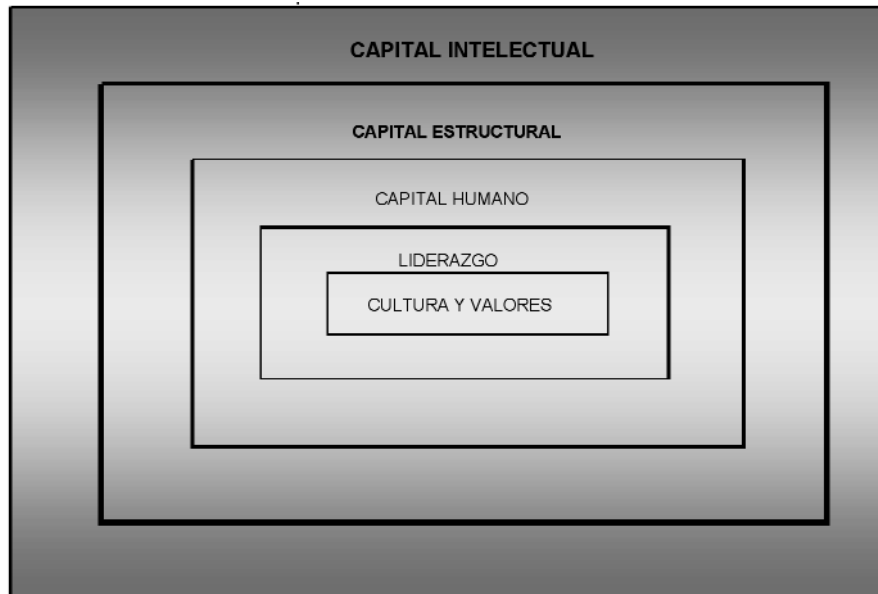 CAPITAL INTELECTUAL
CAPITAL ESTRUCTURAL
CAPITAL HUMANO
LIDERAZGO
CULTURA Y VALORES